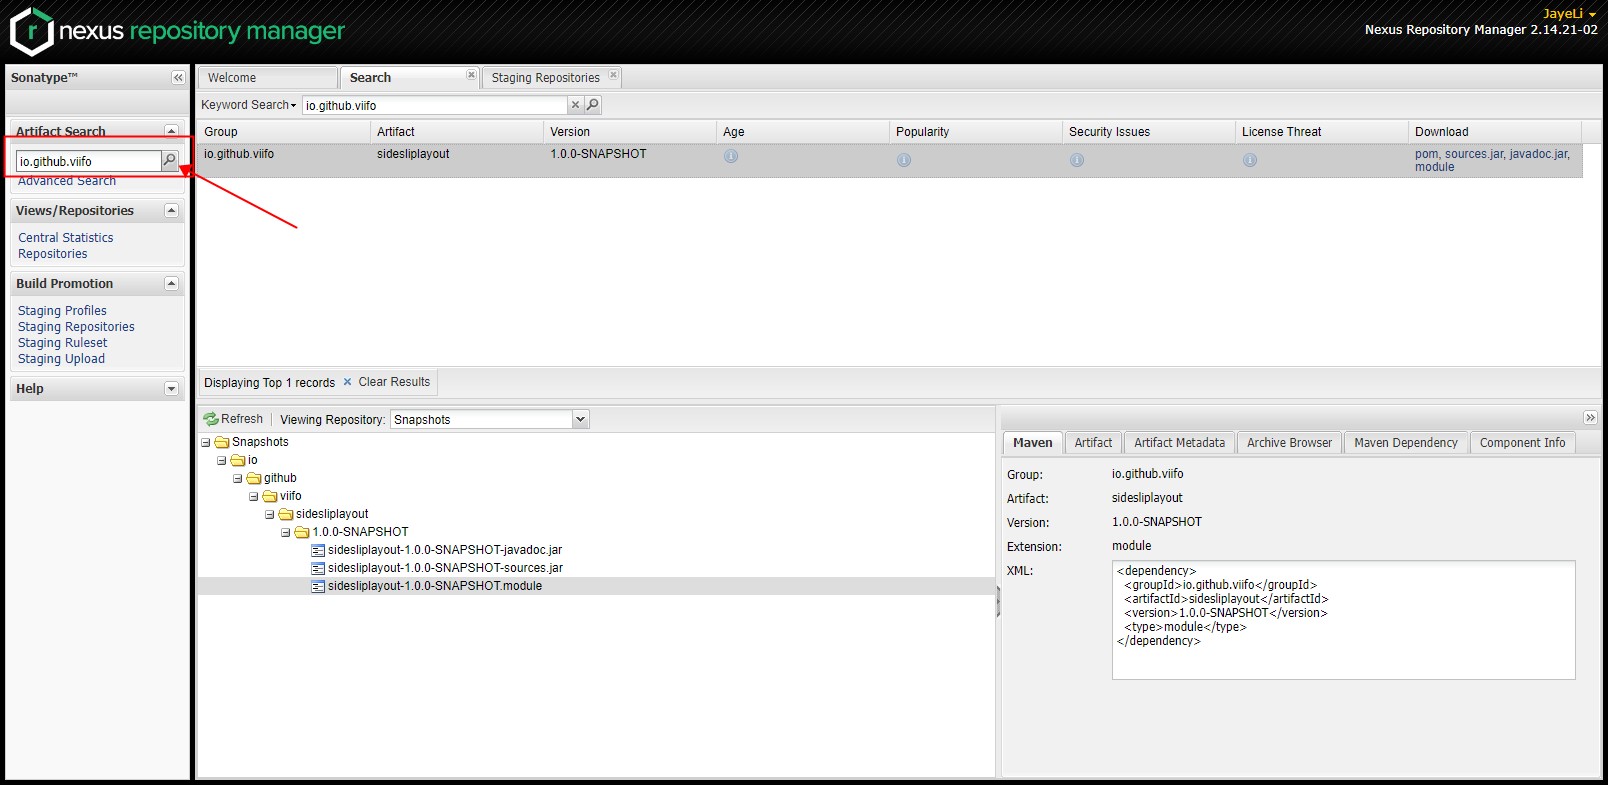 nexus repository manager
JayeLi
Nexus Repository Manager 2.14.21-02
Sonatype™
Welcome
Search
Staging Repositories
Keyword Search
io.github.viifo
Artifact Search
io.github.viifo
Advanced Search
Views/Repositories
Central Statistics
Repositories
Build Promotion
Staging Profiles
Staging Repositories
Staging Ruleset
Staging Upload
Help
Group Artifact Version Age Popularity Security Issues License Threat Download
io.github.viifo sidesliplayout 1.0.0-SNAPSHOT pom, sources.jar, javadoc.jar,
module
Displaying Top 1 records Clear Results
Refresh Viewing Repository: Snapshots
Snapshots
io
github
viifo
sidesliplayout
1.0.0-SNAPSHOT
sidesliplayout-1.0.0-SNAPSHOT-javadoc.jar
sidesliplayout-1.0.0-SNAPSHOT-sources.jar
sidesliplayout-1.0.0-SNAPSHOT.module
Maven Artifact Artifact Metadata Archive Browser Maven Dependency Component Info
Group: io.github.viifo
Artifact: sidesliplayout
Version: 1.0.0-SNAPSHOT
Extension: module
XML: <dependency>
<groupId>io.github.viifo</groupId>
<artifactId>sidesliplayout</artifactId>
<version>1.0.0-SNAPSHOT</version>
<type>module</type>
</dependency>